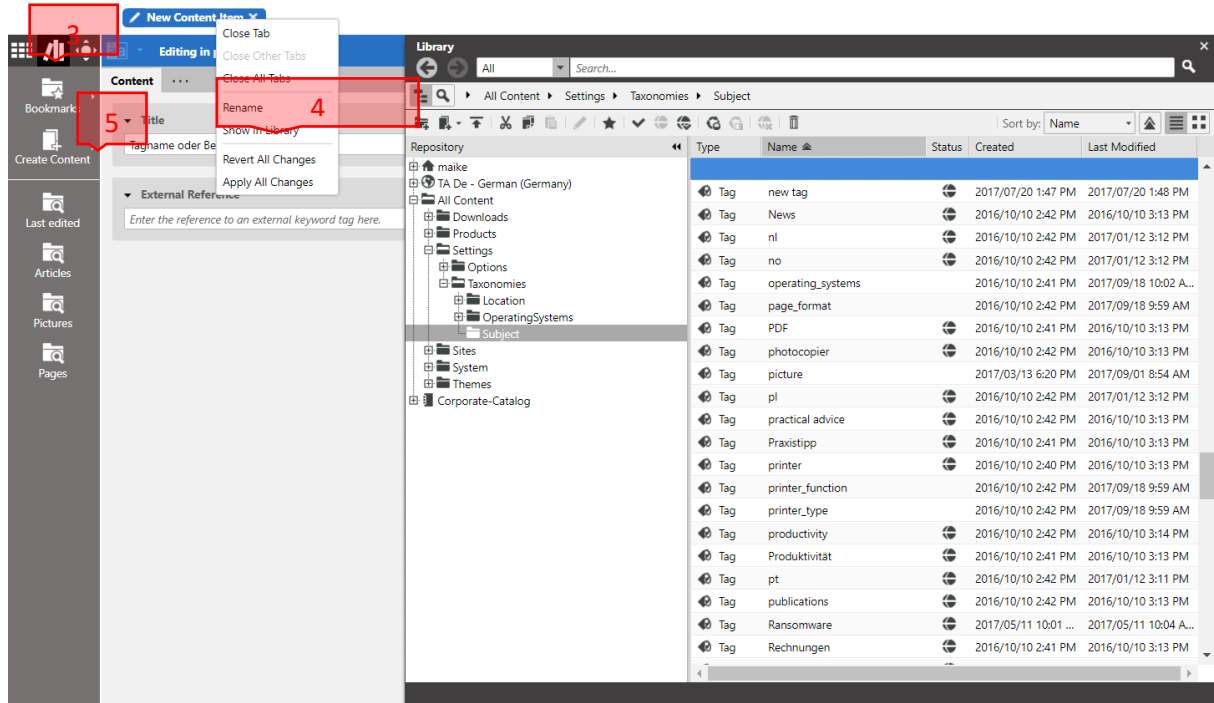 New Content Item
3
Editing in p
Close Tab
Close Other Tabs
Close All Tabs
Rename
4
Show in Library
Revert All Changes
Apply All Changes
Bookmarks
5
Create Content
Last edited
Articles
Pictures
Pages
Content ...
Title
Tagname oder Be
External Reference
Enter the reference to an external keyword tag here.
Library
All
Search...
All Content Settings Taxonomies Subject
Sort by: Name
Repository
maike
TA De - German (Germany)
All Content
Downloads
Products
Settings
Options
Taxonomies
Location
OperatingSystems
Subject
Sites
System
Themes
Corporate-Catalog
Type Name Status Created Last Modified
Tag new tag 2017/07/20 1:47 PM 2017/07/20 1:48 PM
Tag News 2016/10/10 2:42 PM 2016/10/10 3:13 PM
Tag nl 2016/10/10 2:42 PM 2017/01/12 3:12 PM
Tag no 2016/10/10 2:42 PM 2017/01/12 3:12 PM
Tag operating_systems 2016/10/10 2:41 PM 2017/09/18 10:02 A...
Tag page_format 2016/10/10 2:42 PM 2017/09/18 9:59 AM
Tag PDF 2016/10/10 2:41 PM 2016/10/10 3:13 PM
Tag photocopier 2016/10/10 2:42 PM 2016/10/10 3:13 PM
Tag picture 2017/03/13 6:20 PM 2017/09/01 8:54 AM
Tag pl 2016/10/10 2:42 PM 2017/01/12 3:12 PM
Tag practical advice 2016/10/10 2:42 PM 2016/10/10 3:13 PM
Tag Praxistipp 2016/10/10 2:41 PM 2016/10/10 3:13 PM
Tag printer 2016/10/10 2:40 PM 2016/10/10 3:13 PM
Tag printer_function 2016/10/10 2:42 PM 2017/09/18 9:59 AM
Tag printer_type 2016/10/10 2:42 PM 2017/09/18 9:59 AM
Tag productivity 2016/10/10 2:42 PM 2016/10/10 3:14 PM
Tag Produktivität 2016/10/10 2:41 PM 2016/10/10 3:13 PM
Tag pt 2016/10/10 2:42 PM 2017/01/12 3:11 PM
Tag publications 2016/10/10 2:42 PM 2016/10/10 3:13 PM
Tag Ransomware 2017/05/11 10:01 ... 2017/05/11 10:04 A...
Tag Rechnungen 2016/10/10 2:41 PM 2016/10/10 3:13 PM